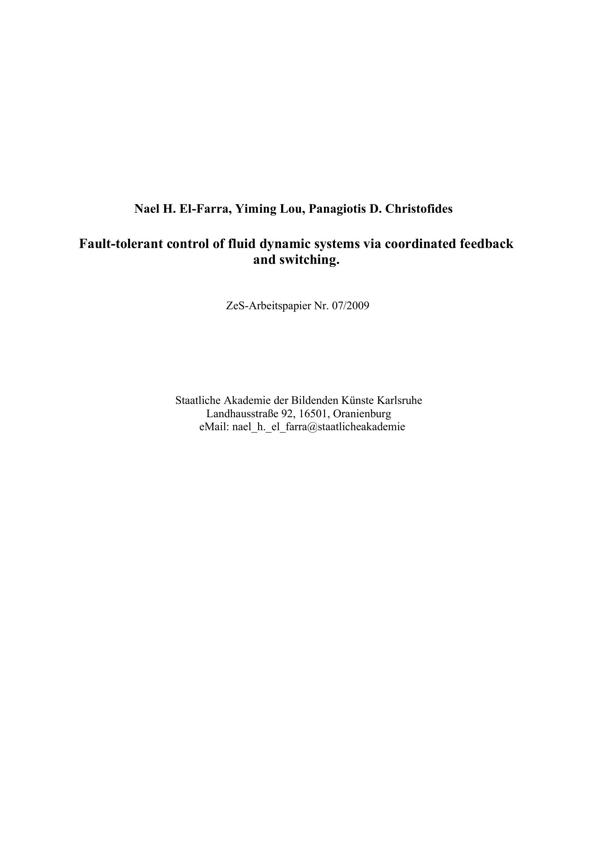 Nael H. El-Farra, Yiming Lou, Panagiotis D. Christofides
Fault-tolerant control of fluid dynamic systems via coordinated feedback
and switching.
ZeS-Arbeitspapier Nr. 07/2009
Staatliche Akademie der Bildenden Künste Karlsruhe
Landhausstraße 92, 16501, Oranienburg
eMail: nael_h._el_farra@staatlicheakademie